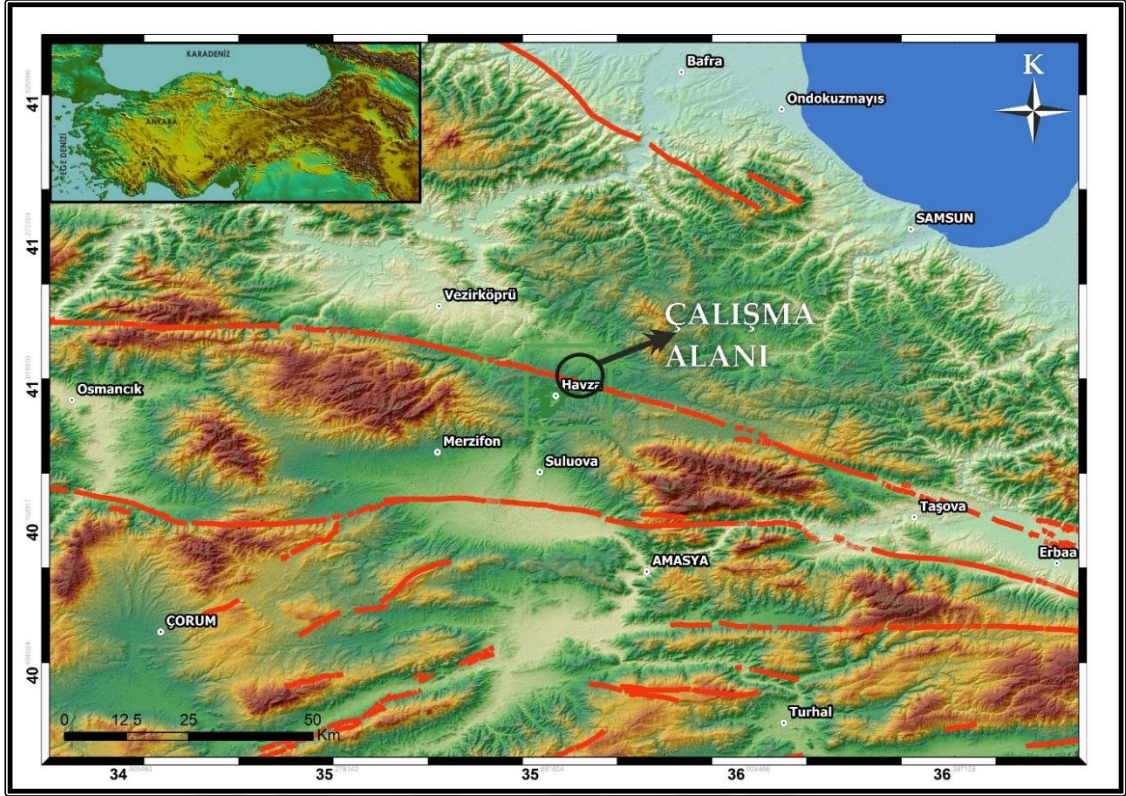 KARADENİZ
ANKARA
EGE DENİZİ
Bafra
Ondokuzmayıs
K
SAMSUN
Vezirköprü
ÇALIŞMA
ALANI
Osmancık
Havza
Merzifon
Suluova
Taşova
Erbaa
AMASYA
ÇORUM
Turhal
0 12.5 25 50
Km
41
41
41
40
40
34 35 35 36 36